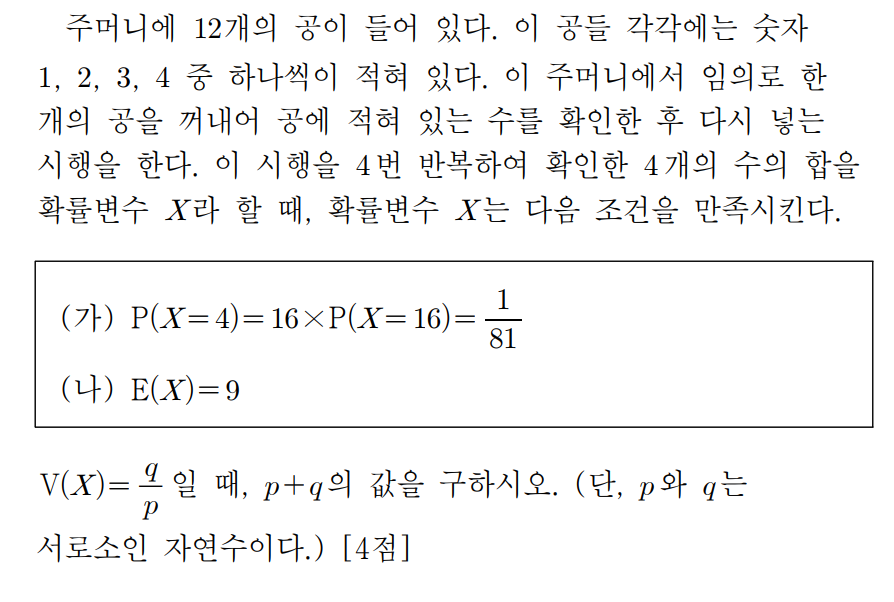 주머니에 12개의 공이 들어 있다. 이 공들 각각에는 숫자
1, 2, 3, 4 중 하나씩이 적혀 있다. 이 주머니에서 임의로 한
개의 공을 꺼내어 공에 적혀 있는 수를 확인한 후 다시 넣는
시행을 한다. 이 시행을 4번 반복하여 확인한 4개의 수의 합을
확률변수 X라 할 때, 확률변수 X는 다음 조건을 만족시킨다.
(가) P(X=4)=16×P(X=16)=1/81
(나) E(X)=9
V(X)=q/p일 때, p+q의 값을 구하시오. (단, p와 q는
서로소인 자연수이다.) [4점]